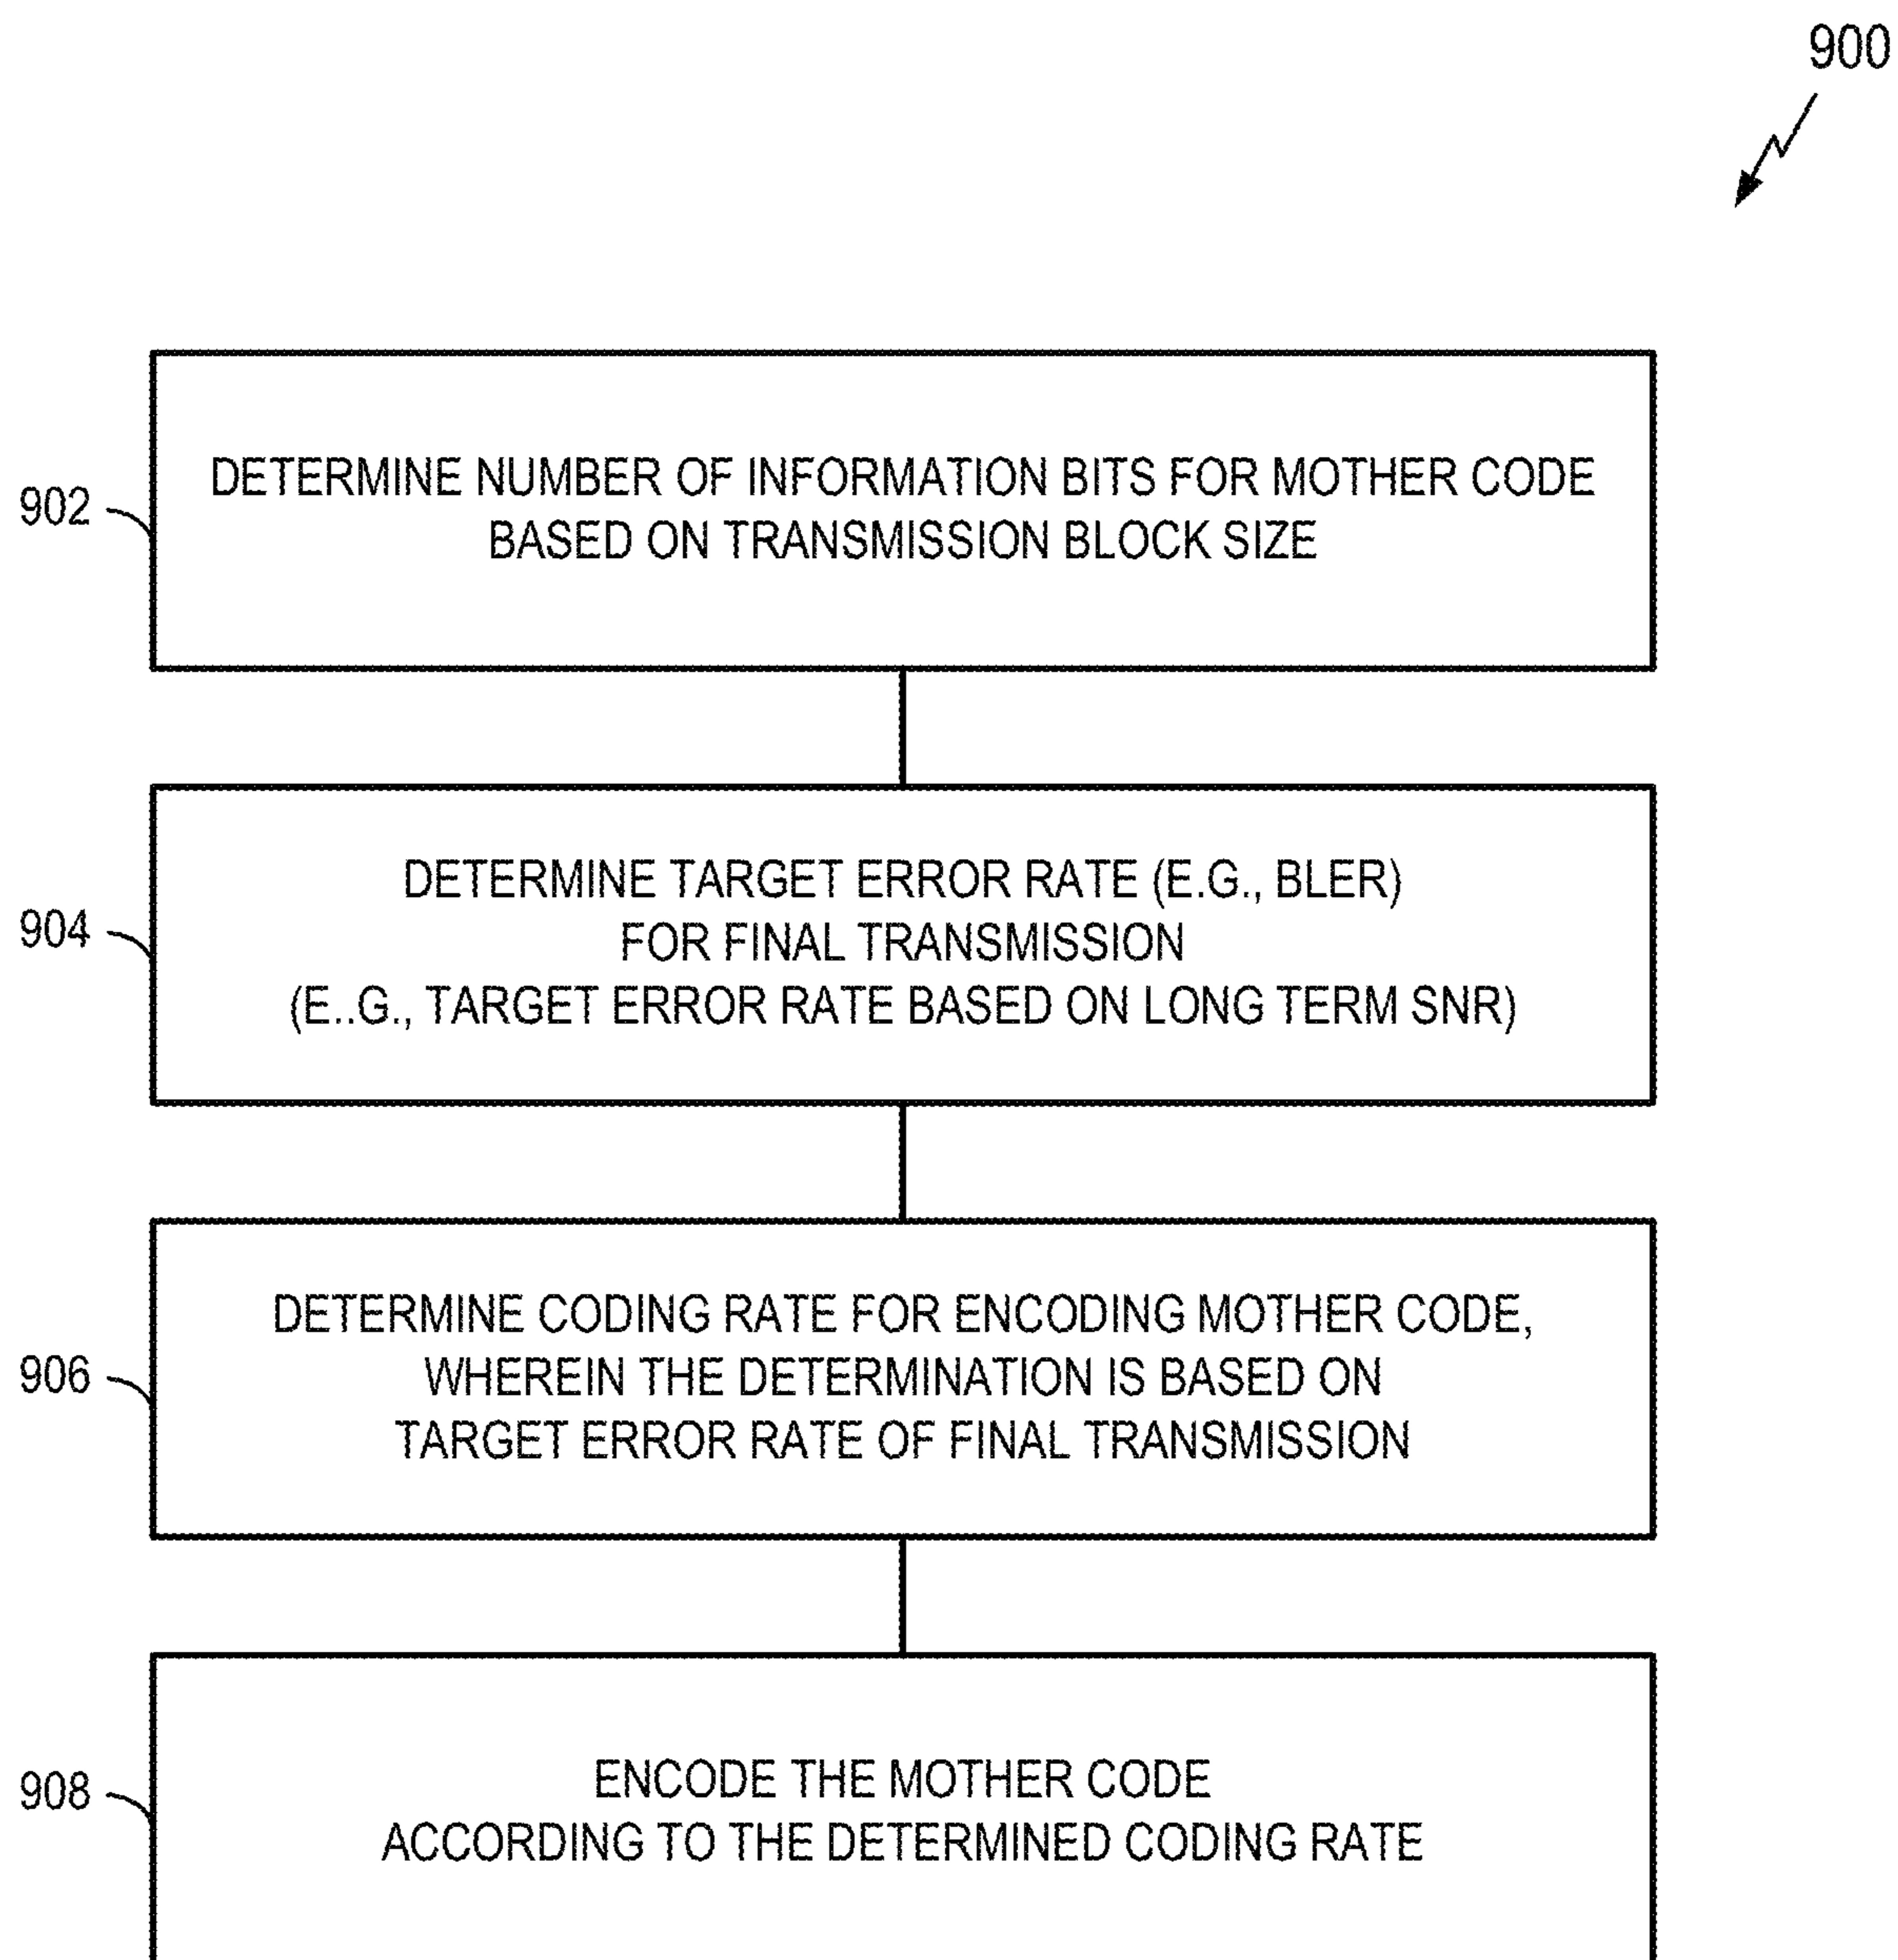 900
902
DETERMINE NUMBER OF INFORMATION BITS FOR MOTHER CODE
BASED ON TRANSMISSION BLOCK SIZE
904
DETERMINE TARGET ERROR RATE (E.G., BLER)
FOR FINAL TRANSMISSION
(E..G., TARGET ERROR RATE BASED ON LONG TERM SNR)
906
DETERMINE CODING RATE FOR ENCODING MOTHER CODE,
WHEREIN THE DETERMINATION IS BASED ON
TARGET ERROR RATE OF FINAL TRANSMISSION
908
ENCODE THE MOTHER CODE
ACCORDING TO THE DETERMINED CODING RATE